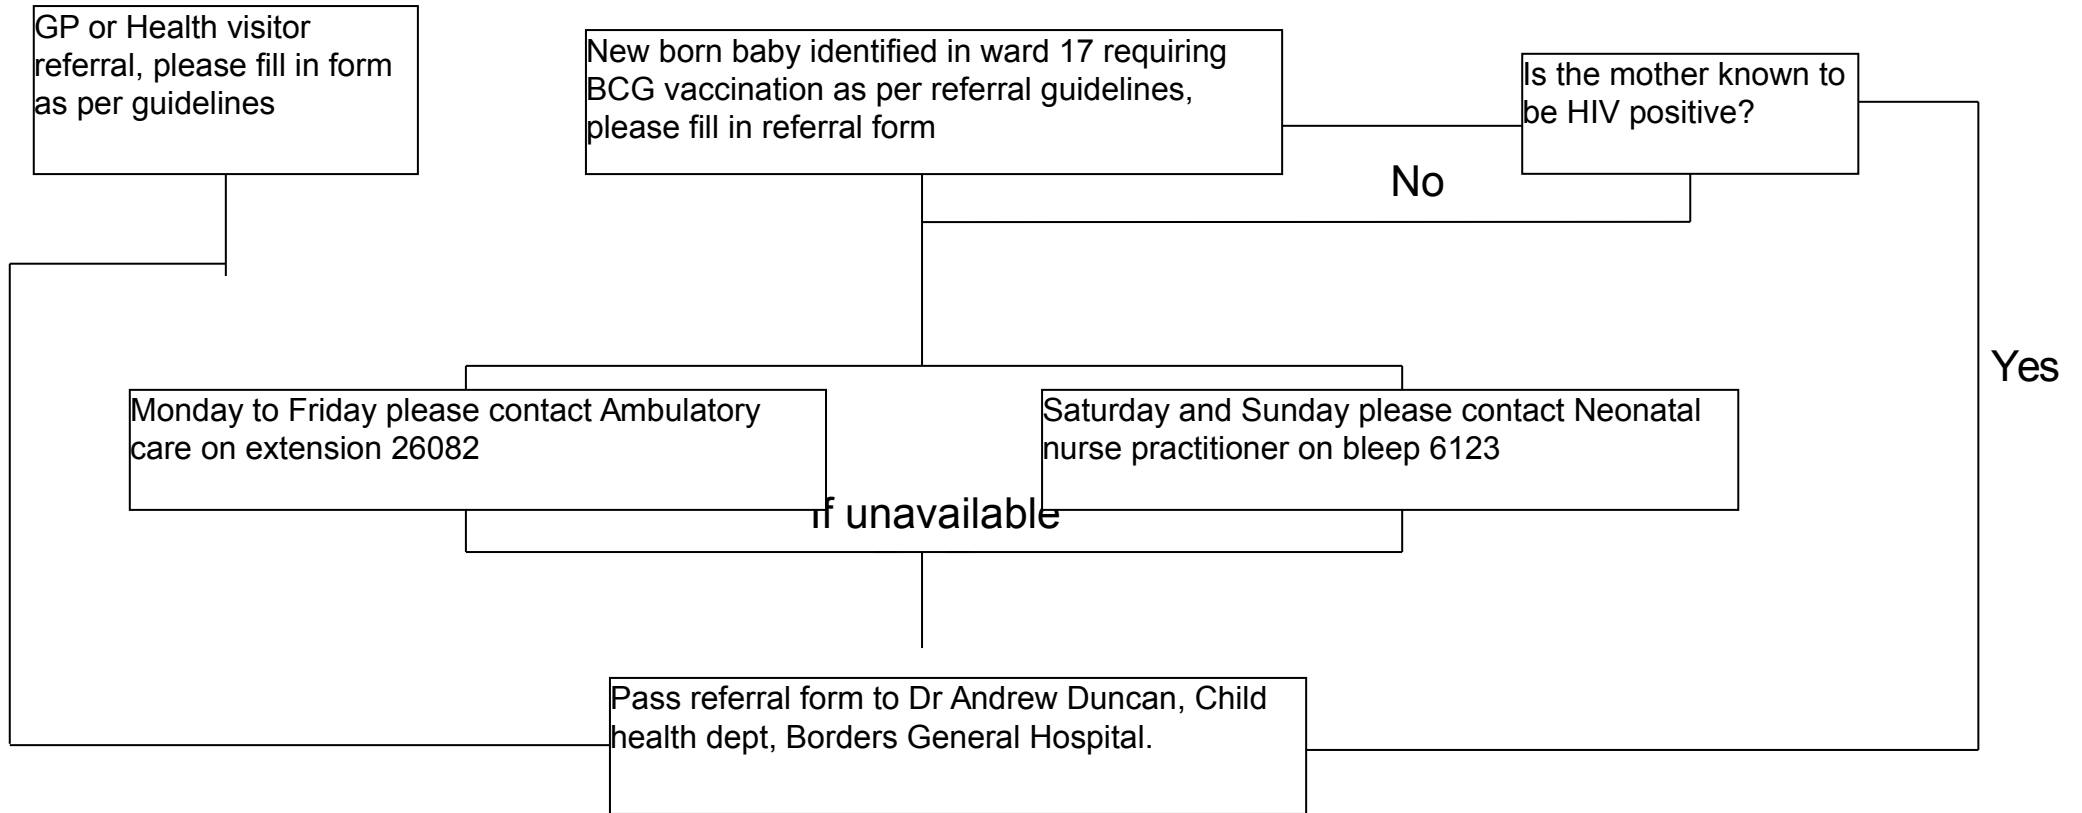 GP or Health visitor
referral, please fill in form
as per guidelines
New born baby identified in ward 17 requiring
BCG vaccination as per referral guidelines,
please fill in referral form
Is the mother known to
be HIV positive?
No
Yes
Monday to Friday please contact Ambulatory
care on extension 26082
Saturday and Sunday please contact Neonatal
nurse practitioner on bleep 6123
If unavailable
Pass referral form to Dr Andrew Duncan, Child
health dept, Borders General Hospital.